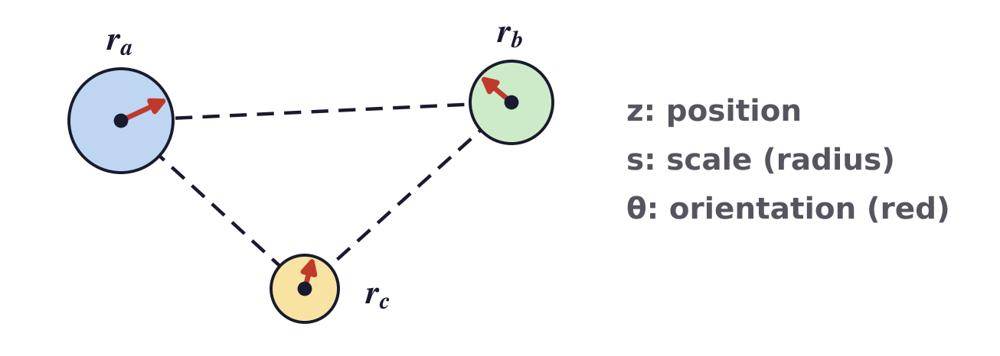 r_a
r_b
z: position
s: scale (radius)
θ: orientation (red)
r_c